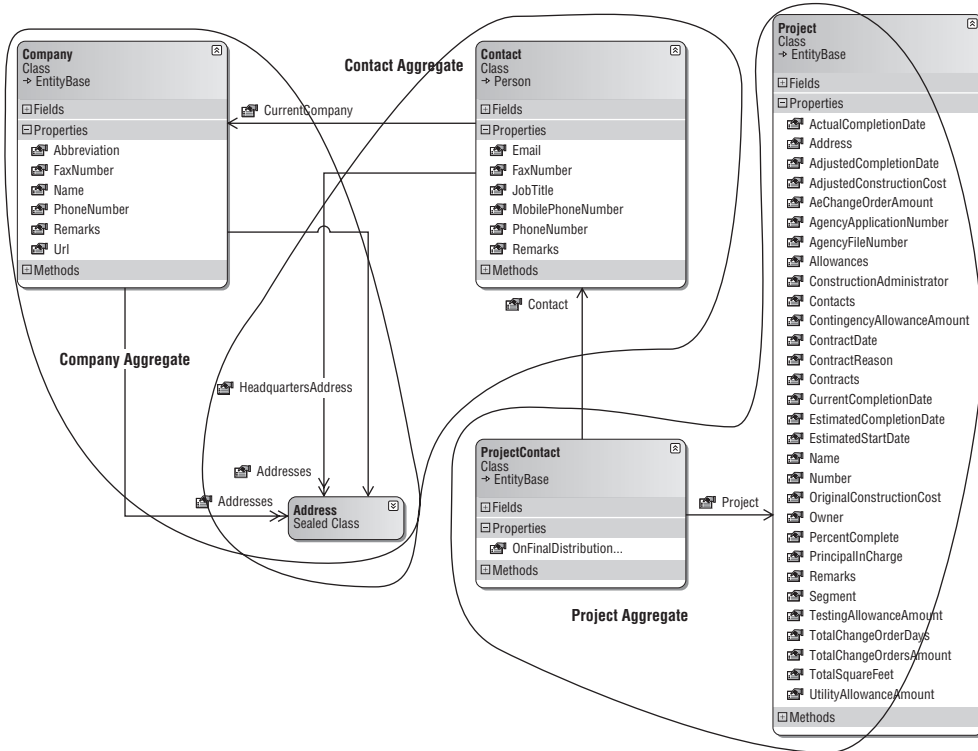 Company
Class
→ EntityBase
Fields
Properties
Abbreviation
FaxNumber
Name
PhoneNumber
Remarks
Url
Methods
Contact Aggregate
CurrentCompany
Contact
Class
→ Person
Fields
Properties
Email
FaxNumber
JobTitle
MobilePhoneNumber
PhoneNumber
Remarks
Methods
Contact
Company Aggregate
HeadquartersAddress
Addresses
Addresses
Address
Sealed Class
ProjectContact
Class
→ EntityBase
Fields
Properties
OnFinalDistribution...
Methods
Project
Project Aggregate
Project
Class
→ EntityBase
Fields
Properties
ActualCompletionDate
Address
AdjustedCompletionDate
AdjustedConstructionCost
AeChangeOrderAmount
AgencyApplicationNumber
AgencyFileNumber
Allowances
ConstructionAdministrator
Contacts
ContingencyAllowanceAmount
ContractDate
ContractReason
Contracts
CurrentCompletionDate
EstimatedCompletionDate
EstimatedStartDate
Name
Number
OriginalConstructionCost
Owner
PercentComplete
PrincipalInCharge
Remarks
Segment
TestingAllowanceAmount
TotalChangeOrderDays
TotalChangeOrdersAmount
TotalSquareFeet
UtilityAllowanceAmount
Methods